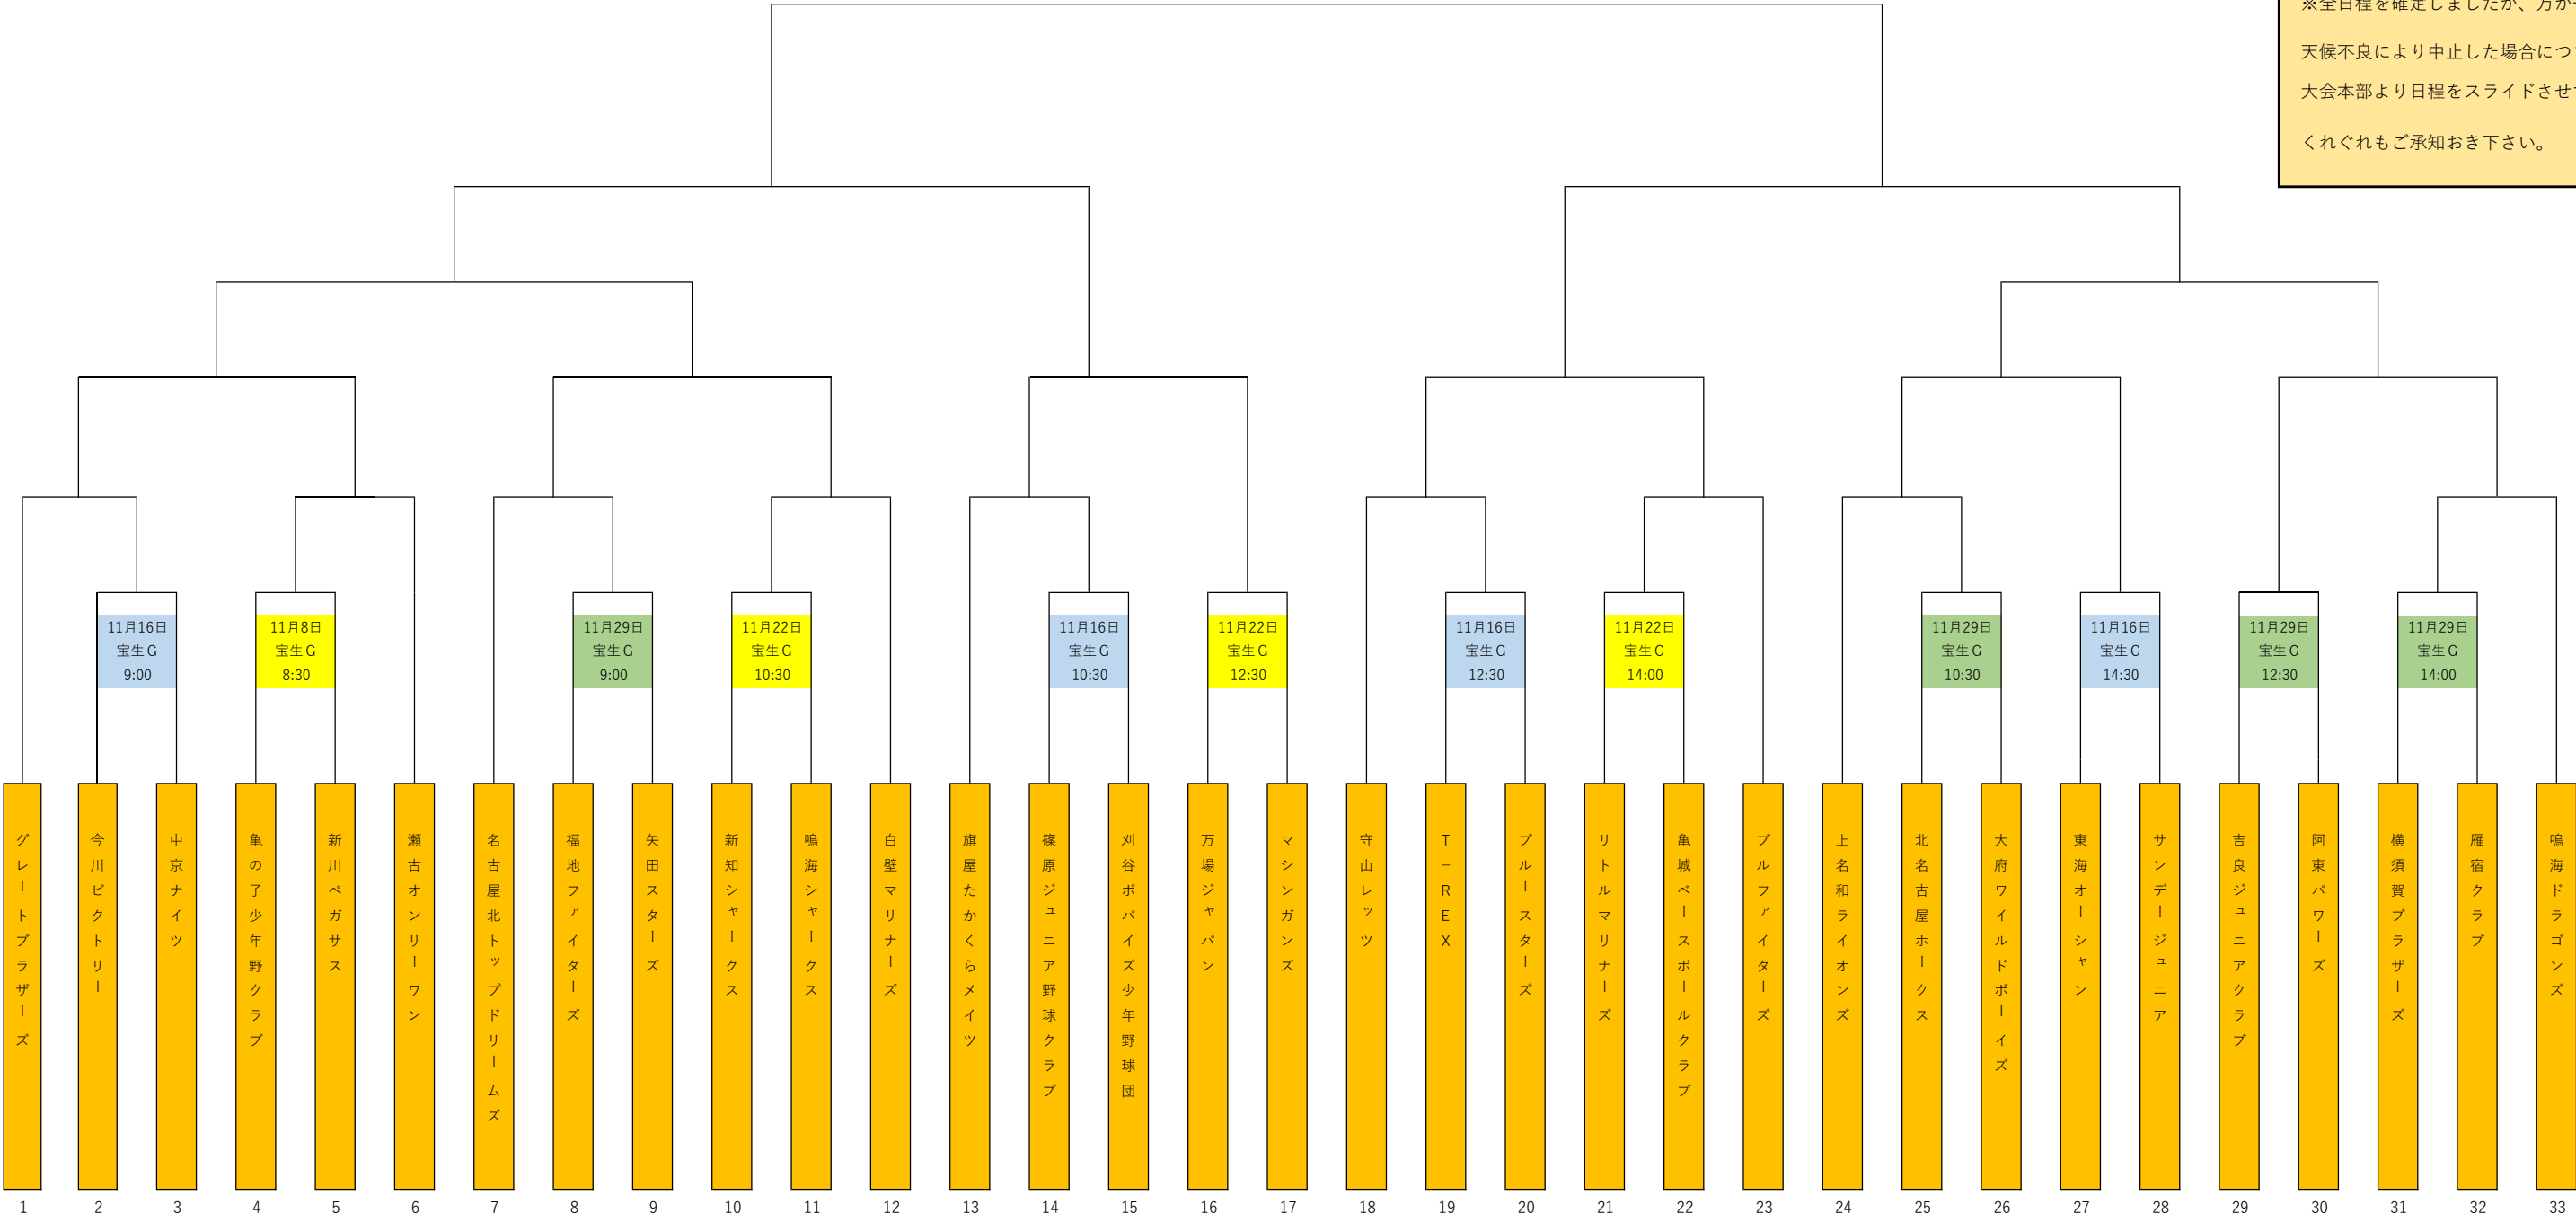 ※全日程を確定しましたが、万が
天候不良により中止した場合につ
大会本部より日程をスライドさせ
くれぐれもご承知おき下さい。
11月16日
宝生G
9:00
11月8日
宝生G
8:30
11月29日
宝生G
9:00
11月22日
宝生G
10:30
11月16日
宝生G
10:30
11月22日
宝生G
12:30
11月16日
宝生G
12:30
11月22日
宝生G
14:00
11月29日
宝生G
10:30
11月16日
宝生G
14:30
11月29日
宝生G
12:30
11月29日
宝生G
14:00
グレートブラザーズ
今川ビクトリー
中京ナイツ
亀の子少年野クラブ
新川ペガサス
瀬古オンリーワン
名古屋北トップドリームズ
福地ファイターズ
矢田スターズ
新知シャークス
鳴海シャークス
白壁マリナーズ
旗屋たかくらメイツ
篠原ジュニア野球クラブ
刈谷ポパイズ少年野球団
万場ジャパン
マシンガンズ
守山レッツ
T−REX
ブルースターズ
リトルマリナーズ
亀城ベースボールクラブ
ブルファイターズ
上名和ライオンズ
北名古屋ホークス
大府ワイルドボーイズ
東海オーシャン
サンデージュニア
吉良ジュニアクラブ
阿東パワーズ
横須賀ブラザーズ
雁宿クラブ
鳴海ドラゴンズ
1 2 3 4 5 6 7 8 9 10 11 12 13 14 15 16 17 18 19 20 21 22 23 24 25 26 27 28 29 30 31 32 33